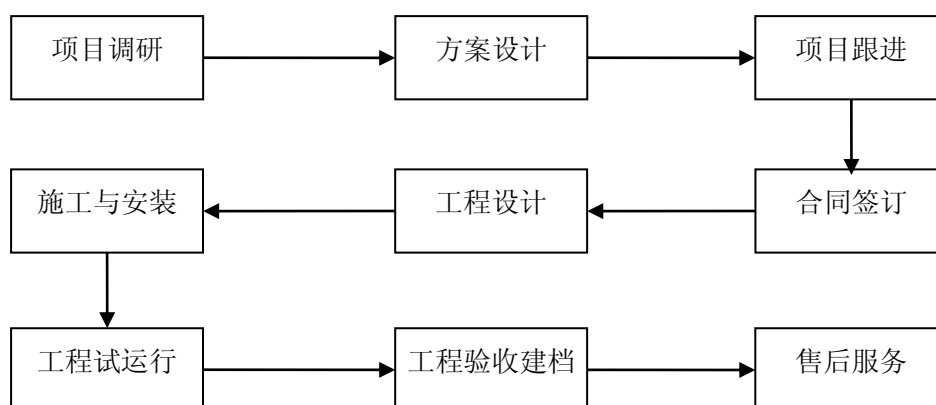 项目调研
方案设计
项目跟进
施工与安装
工程设计
合同签订
工程试运行
工程验收建档
售后服务